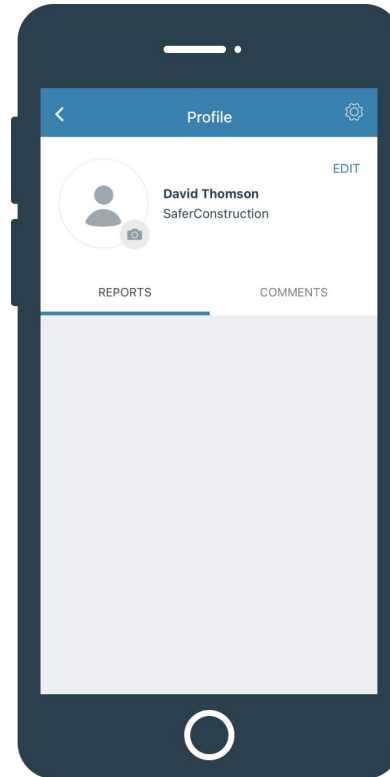 Profile
EDIT
David Thomson
SaferConstruction
REPORTS COMMENTS